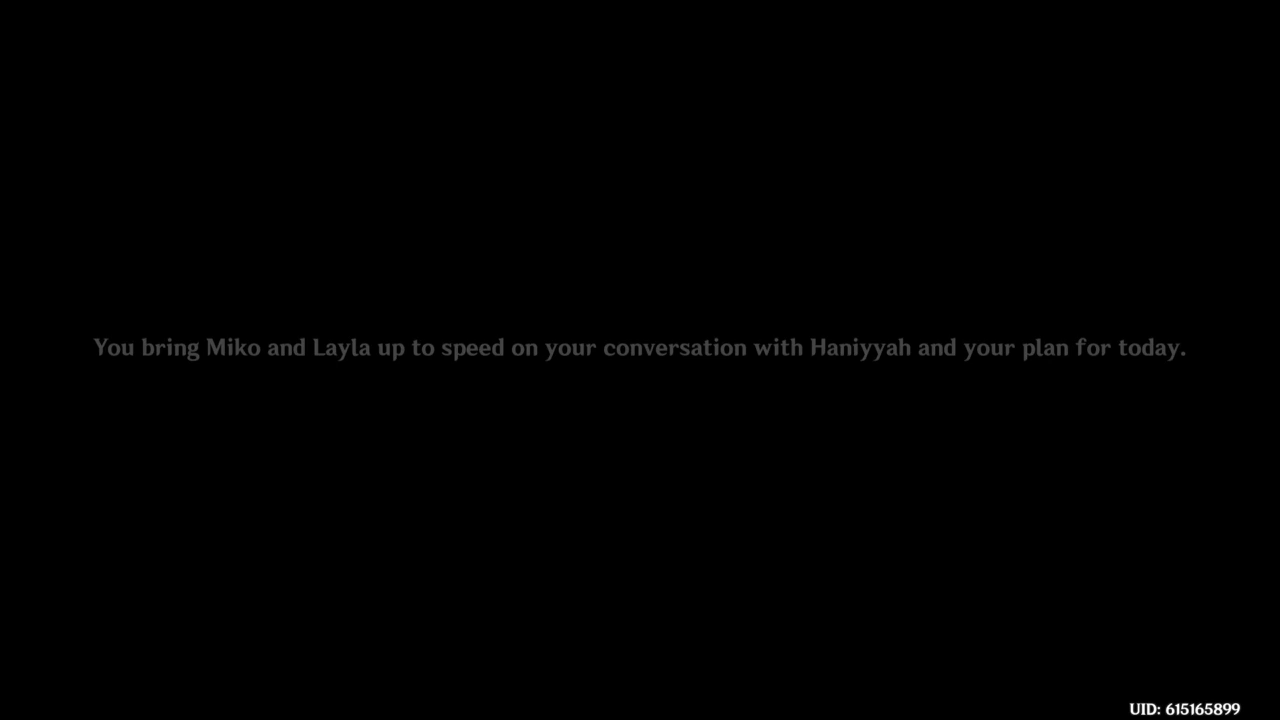 You bring Miko and Layla up to speed on your conversation with Haniyyah and your plan for today.
UID: 615165899